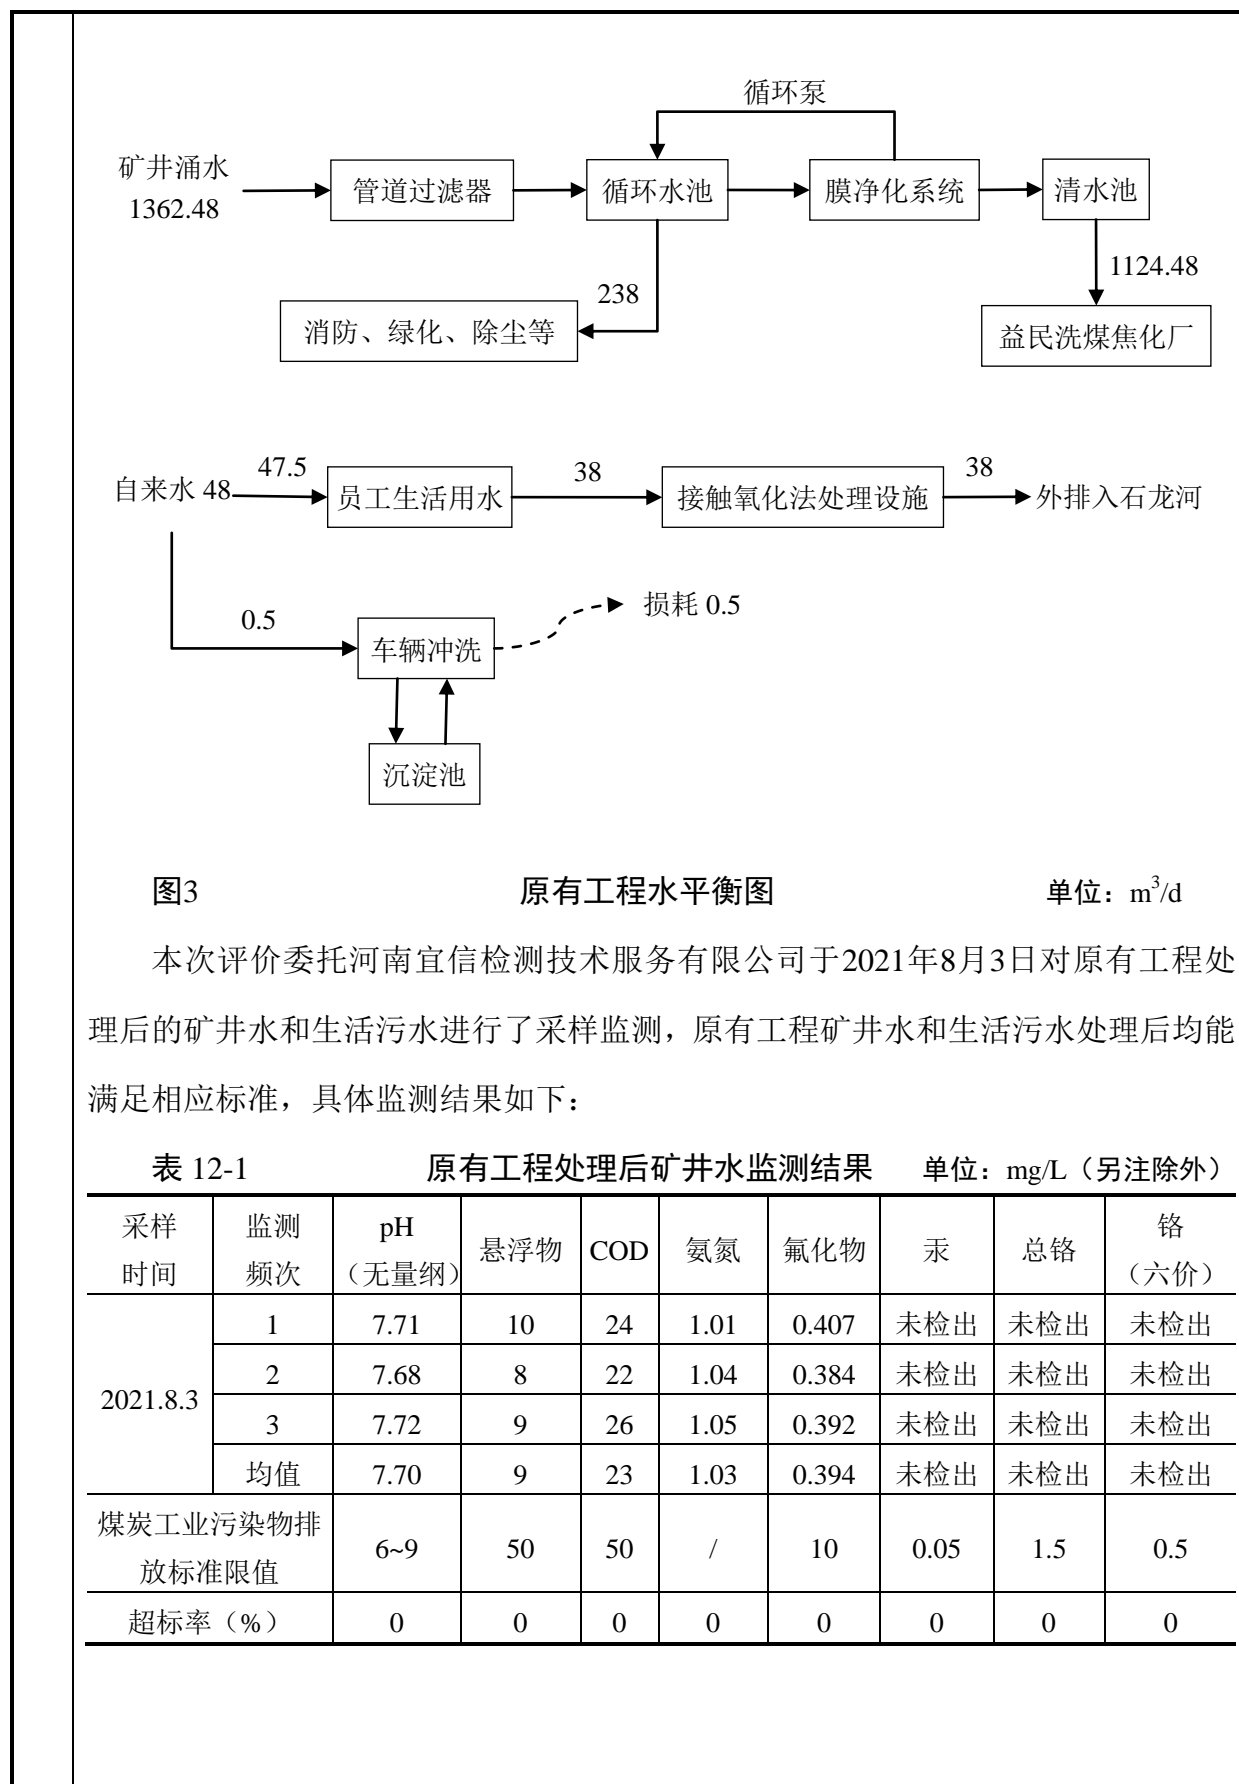 循环泵
矿井涌水
1362.48
管道过滤器
循环水池
膜净化系统
清水池
1124.48
238
消防、绿化、除尘等
益民洗煤焦化厂
自来水 48
47.5
员工生活用水
38
接触氧化法处理设施
38
外排入石龙河
0.5
车辆冲洗
损耗 0.5
沉淀池
图3 原有工程水平衡图 单位：m³/d
本次评价委托河南宜信检测技术服务有限公司于2021年8月3日对原有工程处
理后的矿井水和生活污水进行了采样监测，原有工程矿井水和生活污水处理后均能
满足相应标准，具体监测结果如下：
表 12-1 原有工程处理后矿井水监测结果 单位：mg/L（另注除外）
采样时间 监测频次 pH（无量纲） 悬浮物 COD 氨氮 氟化物 汞 总铬 铬（六价）
2021.8.3 1 7.71 10 24 1.01 0.407 未检出 未检出 未检出
2 7.68 8 22 1.04 0.384 未检出 未检出 未检出
3 7.72 9 26 1.05 0.392 未检出 未检出 未检出
均值 7.70 9 23 1.03 0.394 未检出 未检出 未检出
煤炭工业污染物排放标准限值 6~9 50 50 / 10 0.05 1.5 0.5
超标率（%） 0 0 0 0 0 0 0 0